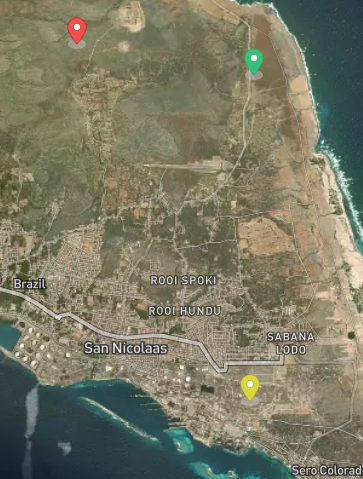 ROOI SPOKI
Brazil
ROOI HUNDU
SABANA
LODO
San Nicolaas
Sero Colorad